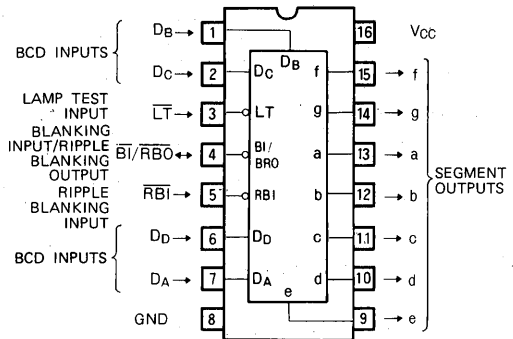 BCD INPUTS
DB→ 1
DC→ 2
LAMP TEST INPUT
LT 3
BLANKING INPUT/RIPPLE BLANKING OUTPUT
BI/RBO 4
RIPPLE BLANKING INPUT
RBI 5
BCD INPUTS
DD→ 6
DA→ 7
GND 8
DB
DC
LT
BI/
BRO
RBI
DD
DA
e
f
g
a
b
c
d
16 VCC
15 → f
14 → g
13 → a
12 → b
11 → c
10 → d
9 → e
SEGMENT
OUTPUTS